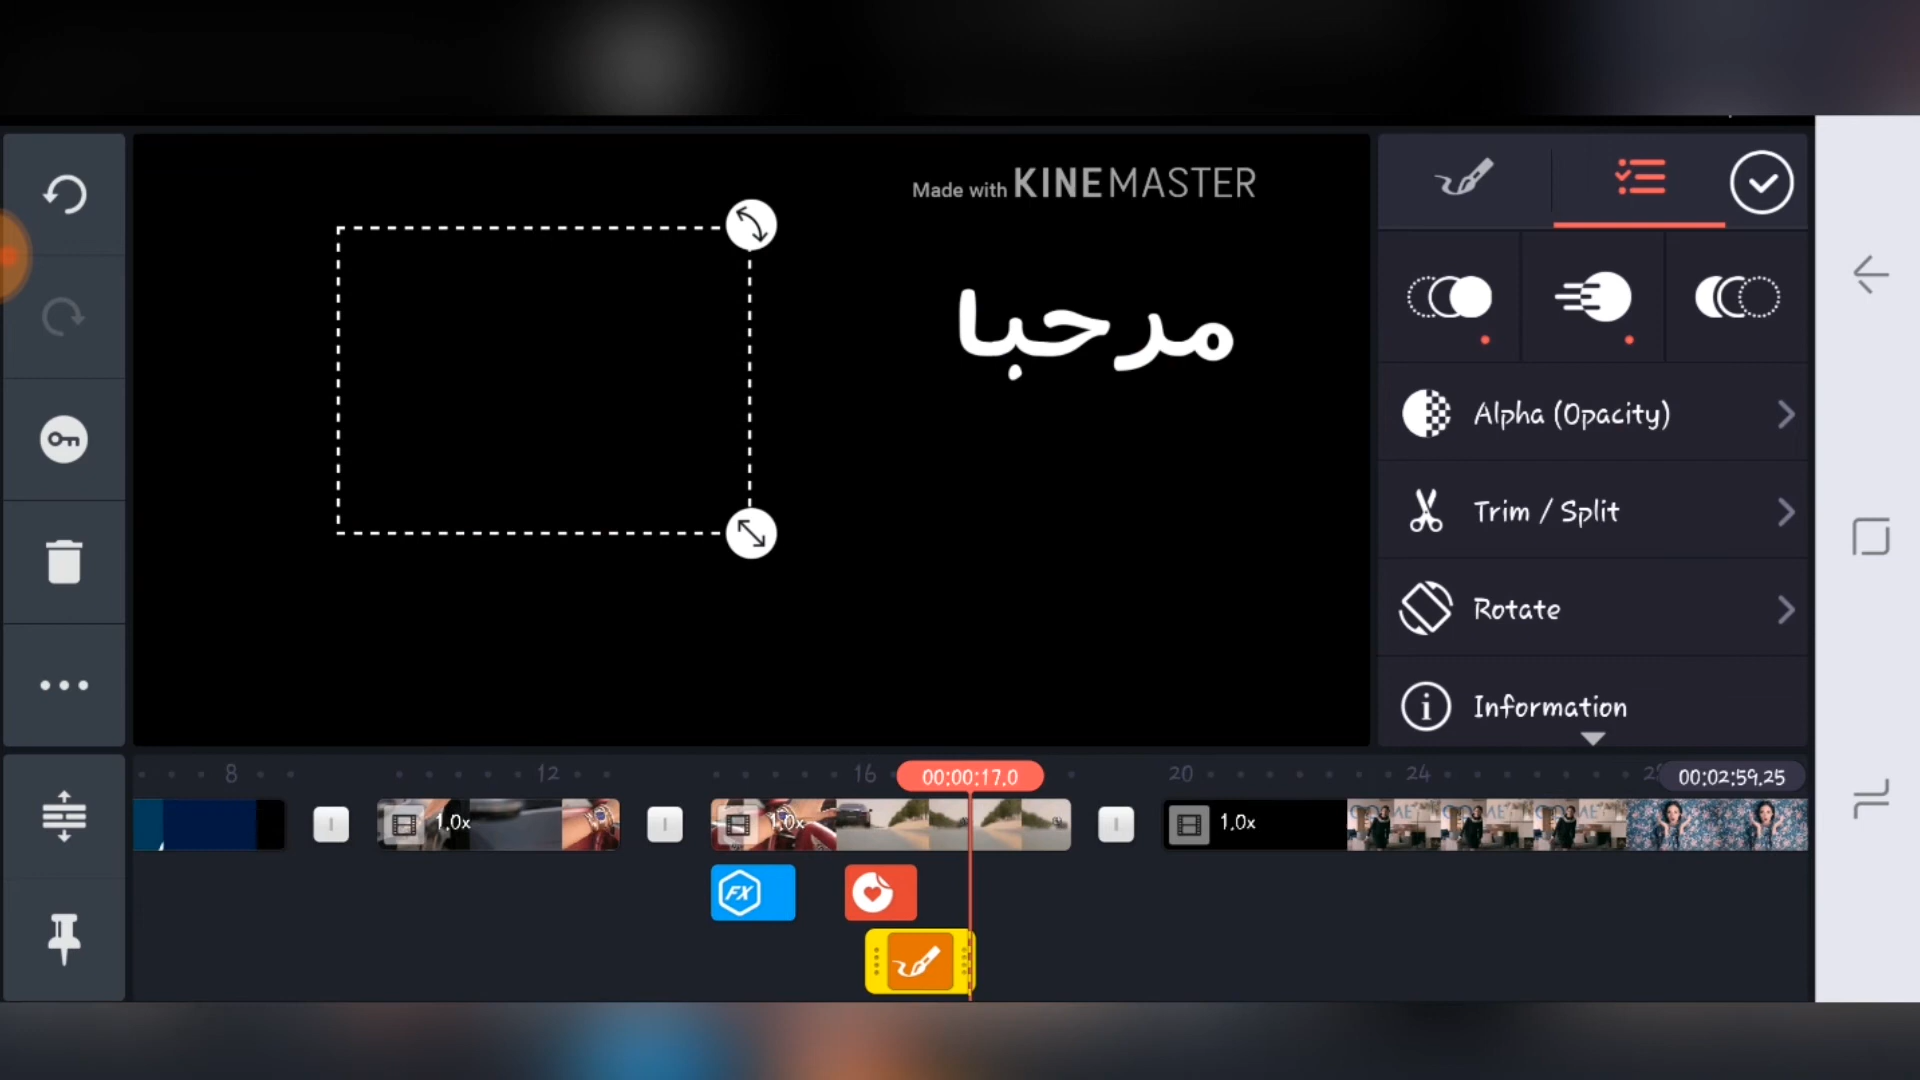 Made with KINEMASTER
مرحبا
Alpha (Opacity)
Trim / Split
Rotate
Information
8
12
16
00:00:17.0
20
24
00:02:59.25
1.0x
1.0x
1.0x
FX